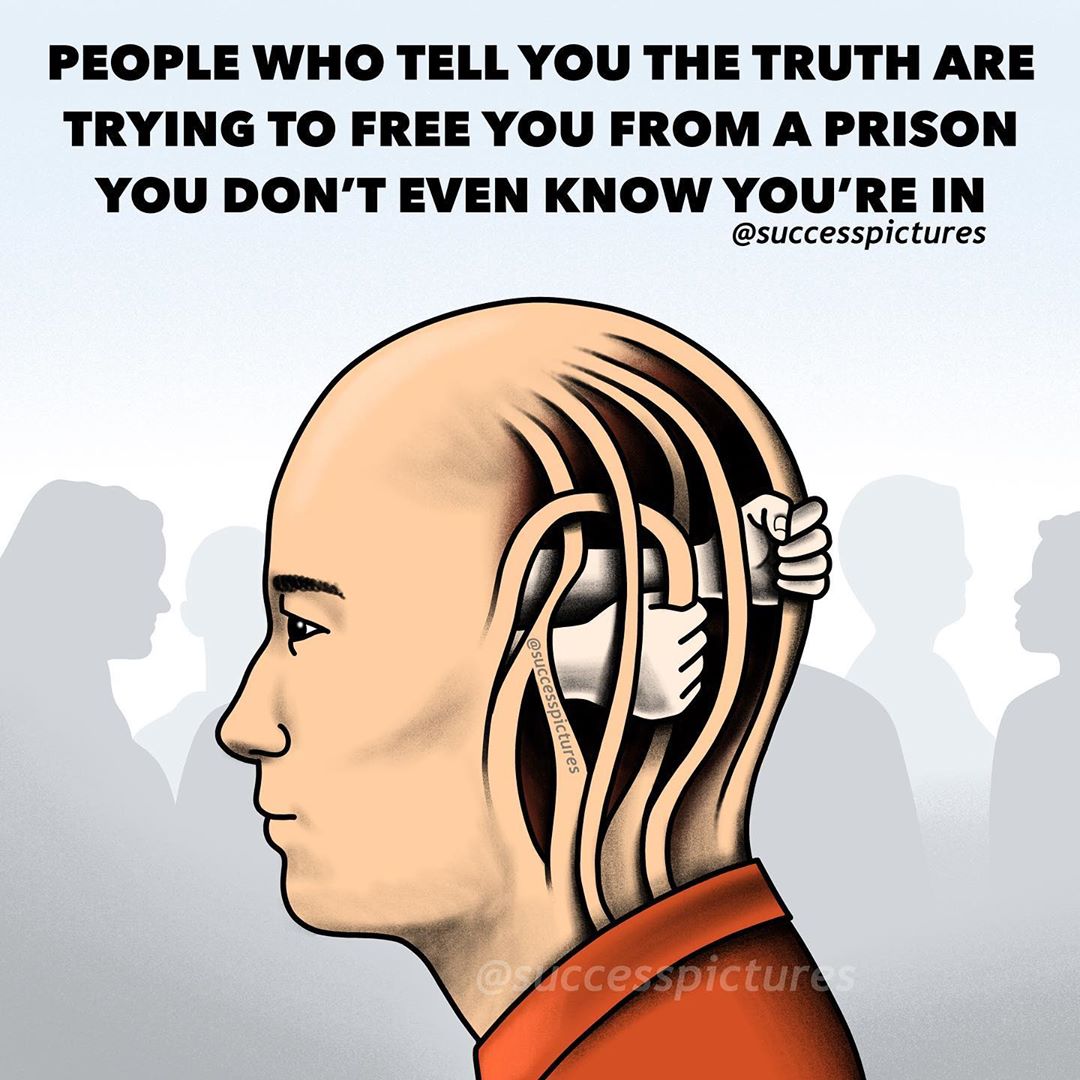 PEOPLE WHO TELL YOU THE TRUTH ARE
TRYING TO FREE YOU FROM A PRISON
YOU DON’T EVEN KNOW YOU’RE IN
@successpictures
@successpictures
@successpictures